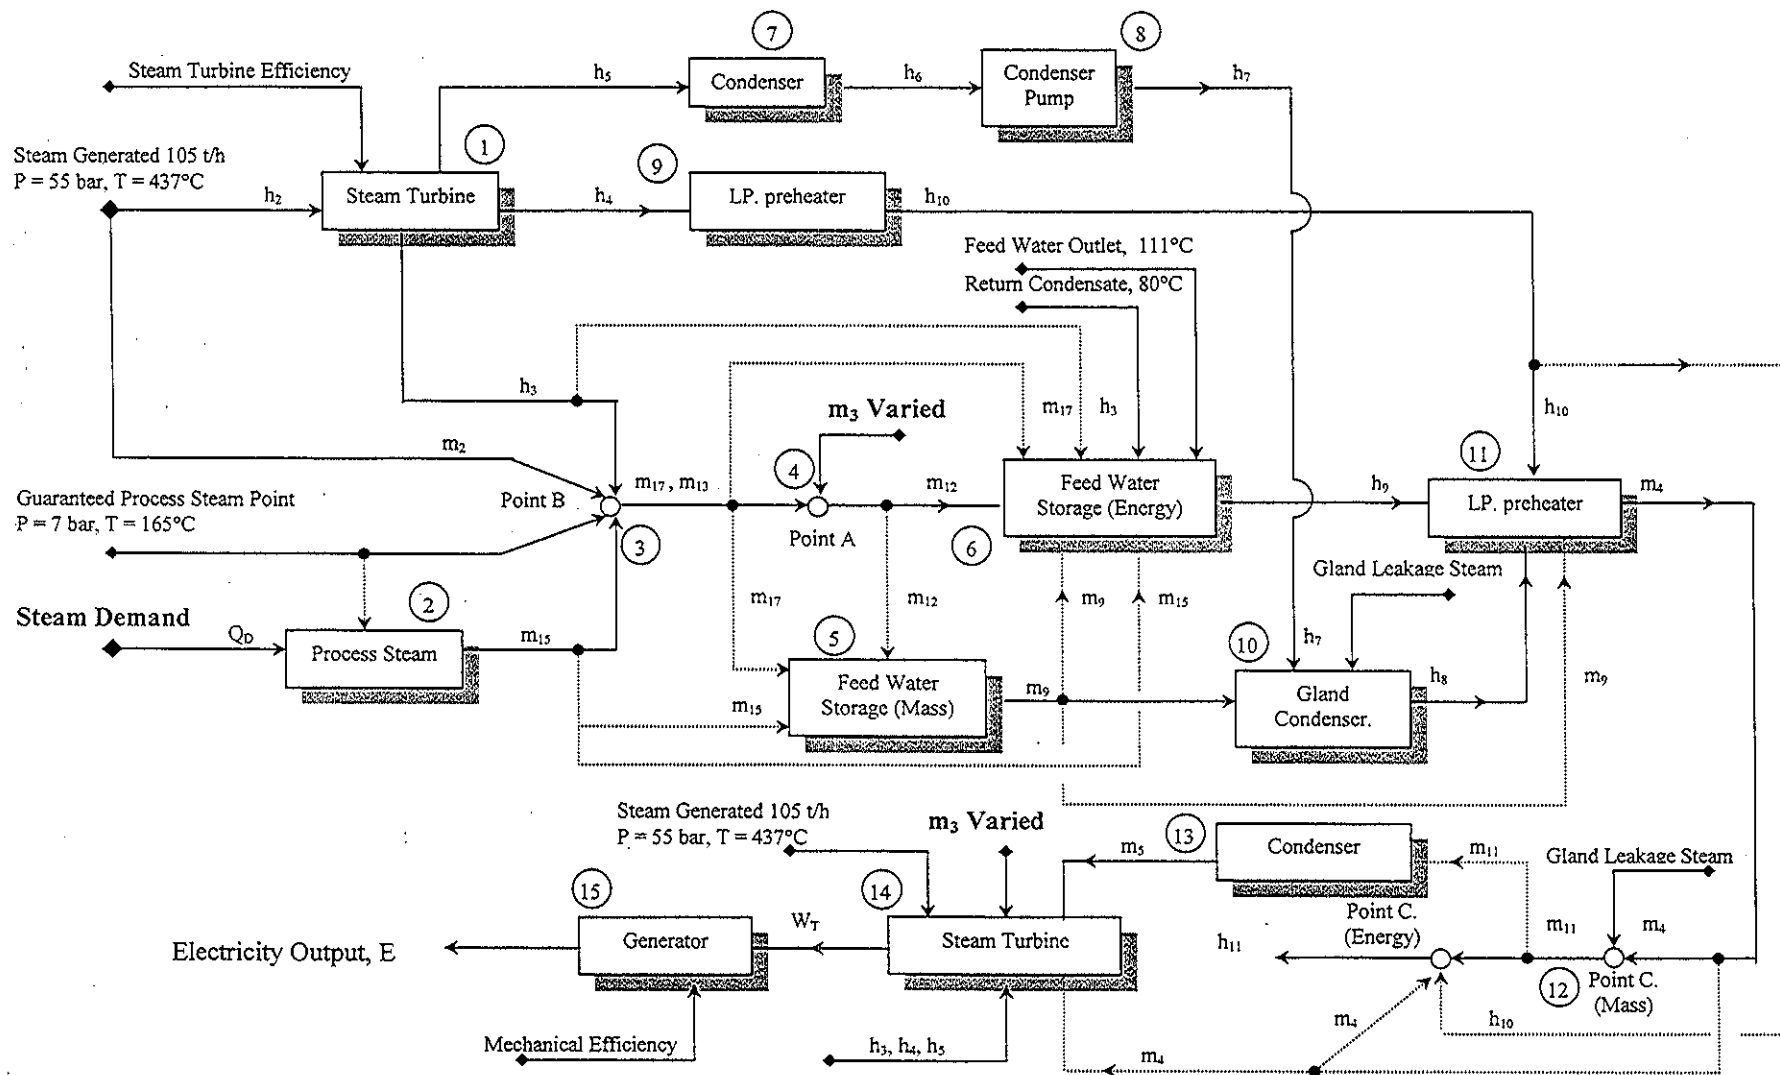 7
8
Steam Turbine Efficiency
h₅
Condenser
h₆
Condenser
Pump
h₇
1
9
Steam Generated 105 t/h
P = 55 bar, T = 437°C
h₂
Steam Turbine
h₄
LP. preheater
h₁₀
Feed Water Outlet, 111°C
Return Condensate, 80°C
h₃
m₃ Varied
m₁₇
h₃
h₁₀
m₂
4
11
Guaranteed Process Steam Point
P = 7 bar, T = 165°C
Point B
m₁₇ , m₁₃
m₁₂
Feed Water
Storage (Energy)
h₉
LP. preheater
m₄
3
Point A
6
Gland Leakage Steam
Steam Demand
2
m₁₇
m₁₂
m₉
m₁₅
Q_D
Process Steam
m₁₅
5
10
h₇
m₁₅
Feed Water
Storage (Mass)
m₉
Gland
Condenser.
h₈
m₉
Steam Generated 105 t/h
P = 55 bar, T = 437°C
m₃ Varied
m₅
13
Condenser
m₁₁
Gland Leakage Steam
15
14
Point C.
(Energy)
m₁₁
m₄
Electricity Output, E
Generator
W_T
Steam Turbine
h₁₁
12
Point C.
(Mass)
Mechanical Efficiency
h₃, h₄, h₅
m₄
m₄
h₁₀